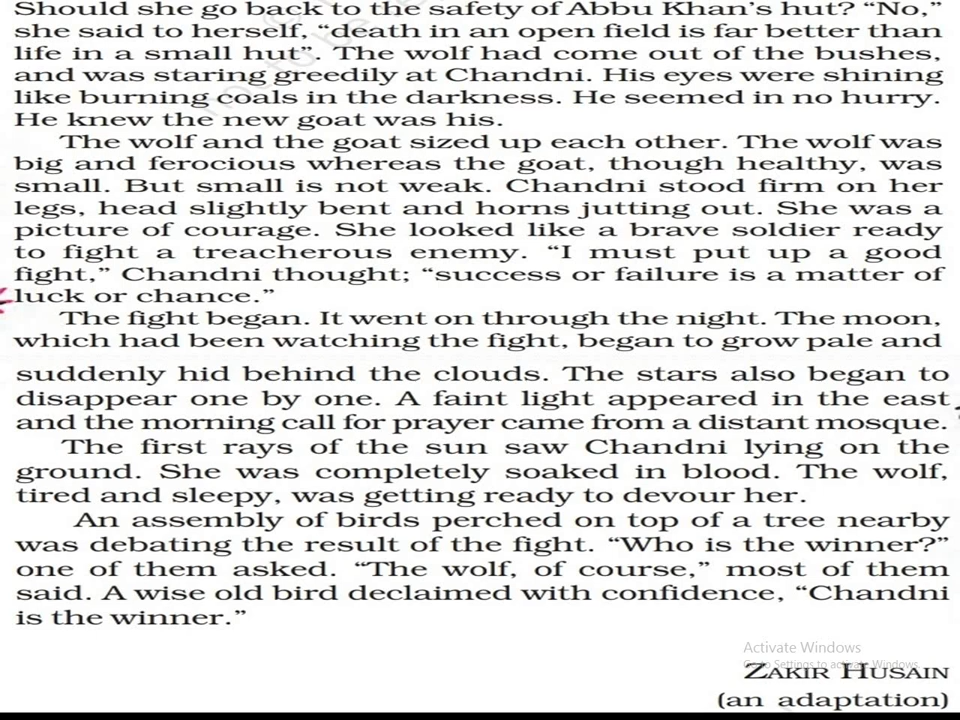 Should she go back to the safety of Abbu Khan's hut? “No,”
she said to herself, “death in an open field is far better than
life in a small hut”. The wolf had come out of the bushes,
and was staring greedily at Chandni. His eyes were shining
like burning coals in the darkness. He seemed in no hurry.
He knew the new goat was his.
The wolf and the goat sized up each other. The wolf was
big and ferocious whereas the goat, though healthy, was
small. But small is not weak. Chandni stood firm on her
legs, head slightly bent and horns jutting out. She was a
picture of courage. She looked like a brave soldier ready
to fight a treacherous enemy. “I must put up a good
fight,” Chandni thought; “success or failure is a matter of
luck or chance.”
The fight began. It went on through the night. The moon,
which had been watching the fight, began to grow pale and
suddenly hid behind the clouds. The stars also began to
disappear one by one. A faint light appeared in the east
and the morning call for prayer came from a distant mosque.
The first rays of the sun saw Chandni lying on the
ground. She was completely soaked in blood. The wolf,
tired and sleepy, was getting ready to devour her.
An assembly of birds perched on top of a tree nearby
was debating the result of the fight. “Who is the winner?”
one of them asked. “The wolf, of course,” most of them
said. A wise old bird declaimed with confidence, “Chandni
is the winner.”
Activate Windows
Go to Settings to activate Windows.
ZAKIR HUSAIN
(an adaptation)